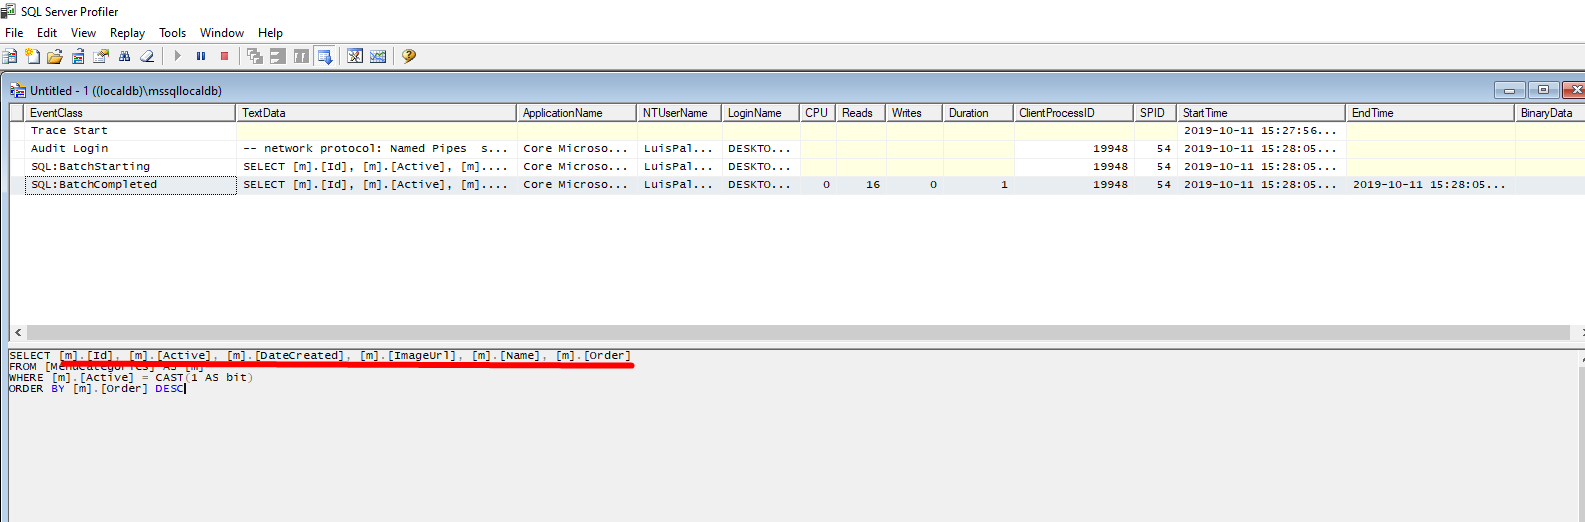 SQL Server Profiler
File Edit View Replay Tools Window Help
Untitled - 1 ((localdb)\mssqllocaldb)
EventClass TextData ApplicationName NTUserName LoginName CPU Reads Writes Duration ClientProcessID SPID StartTime EndTime BinaryData
Trace Start 2019-10-11 15:27:56...
Audit Login -- network protocol: Named Pipes s... Core Microso... LuisPal... DESKTO... 19948 54 2019-10-11 15:28:05...
SQL:BatchStarting SELECT [m].[Id], [m].[Active], [m].... Core Microso... LuisPal... DESKTO... 19948 54 2019-10-11 15:28:05...
SQL:BatchCompleted SELECT [m].[Id], [m].[Active], [m].... Core Microso... LuisPal... DESKTO... 0 16 0 1 19948 54 2019-10-11 15:28:05... 2019-10-11 15:28:05...
SELECT [m].[Id], [m].[Active], [m].[DateCreated], [m].[ImageUrl], [m].[Name], [m].[Order]
FROM [MenuCategories] AS [m]
WHERE [m].[Active] = CAST(1 AS bit)
ORDER BY [m].[Order] DESC